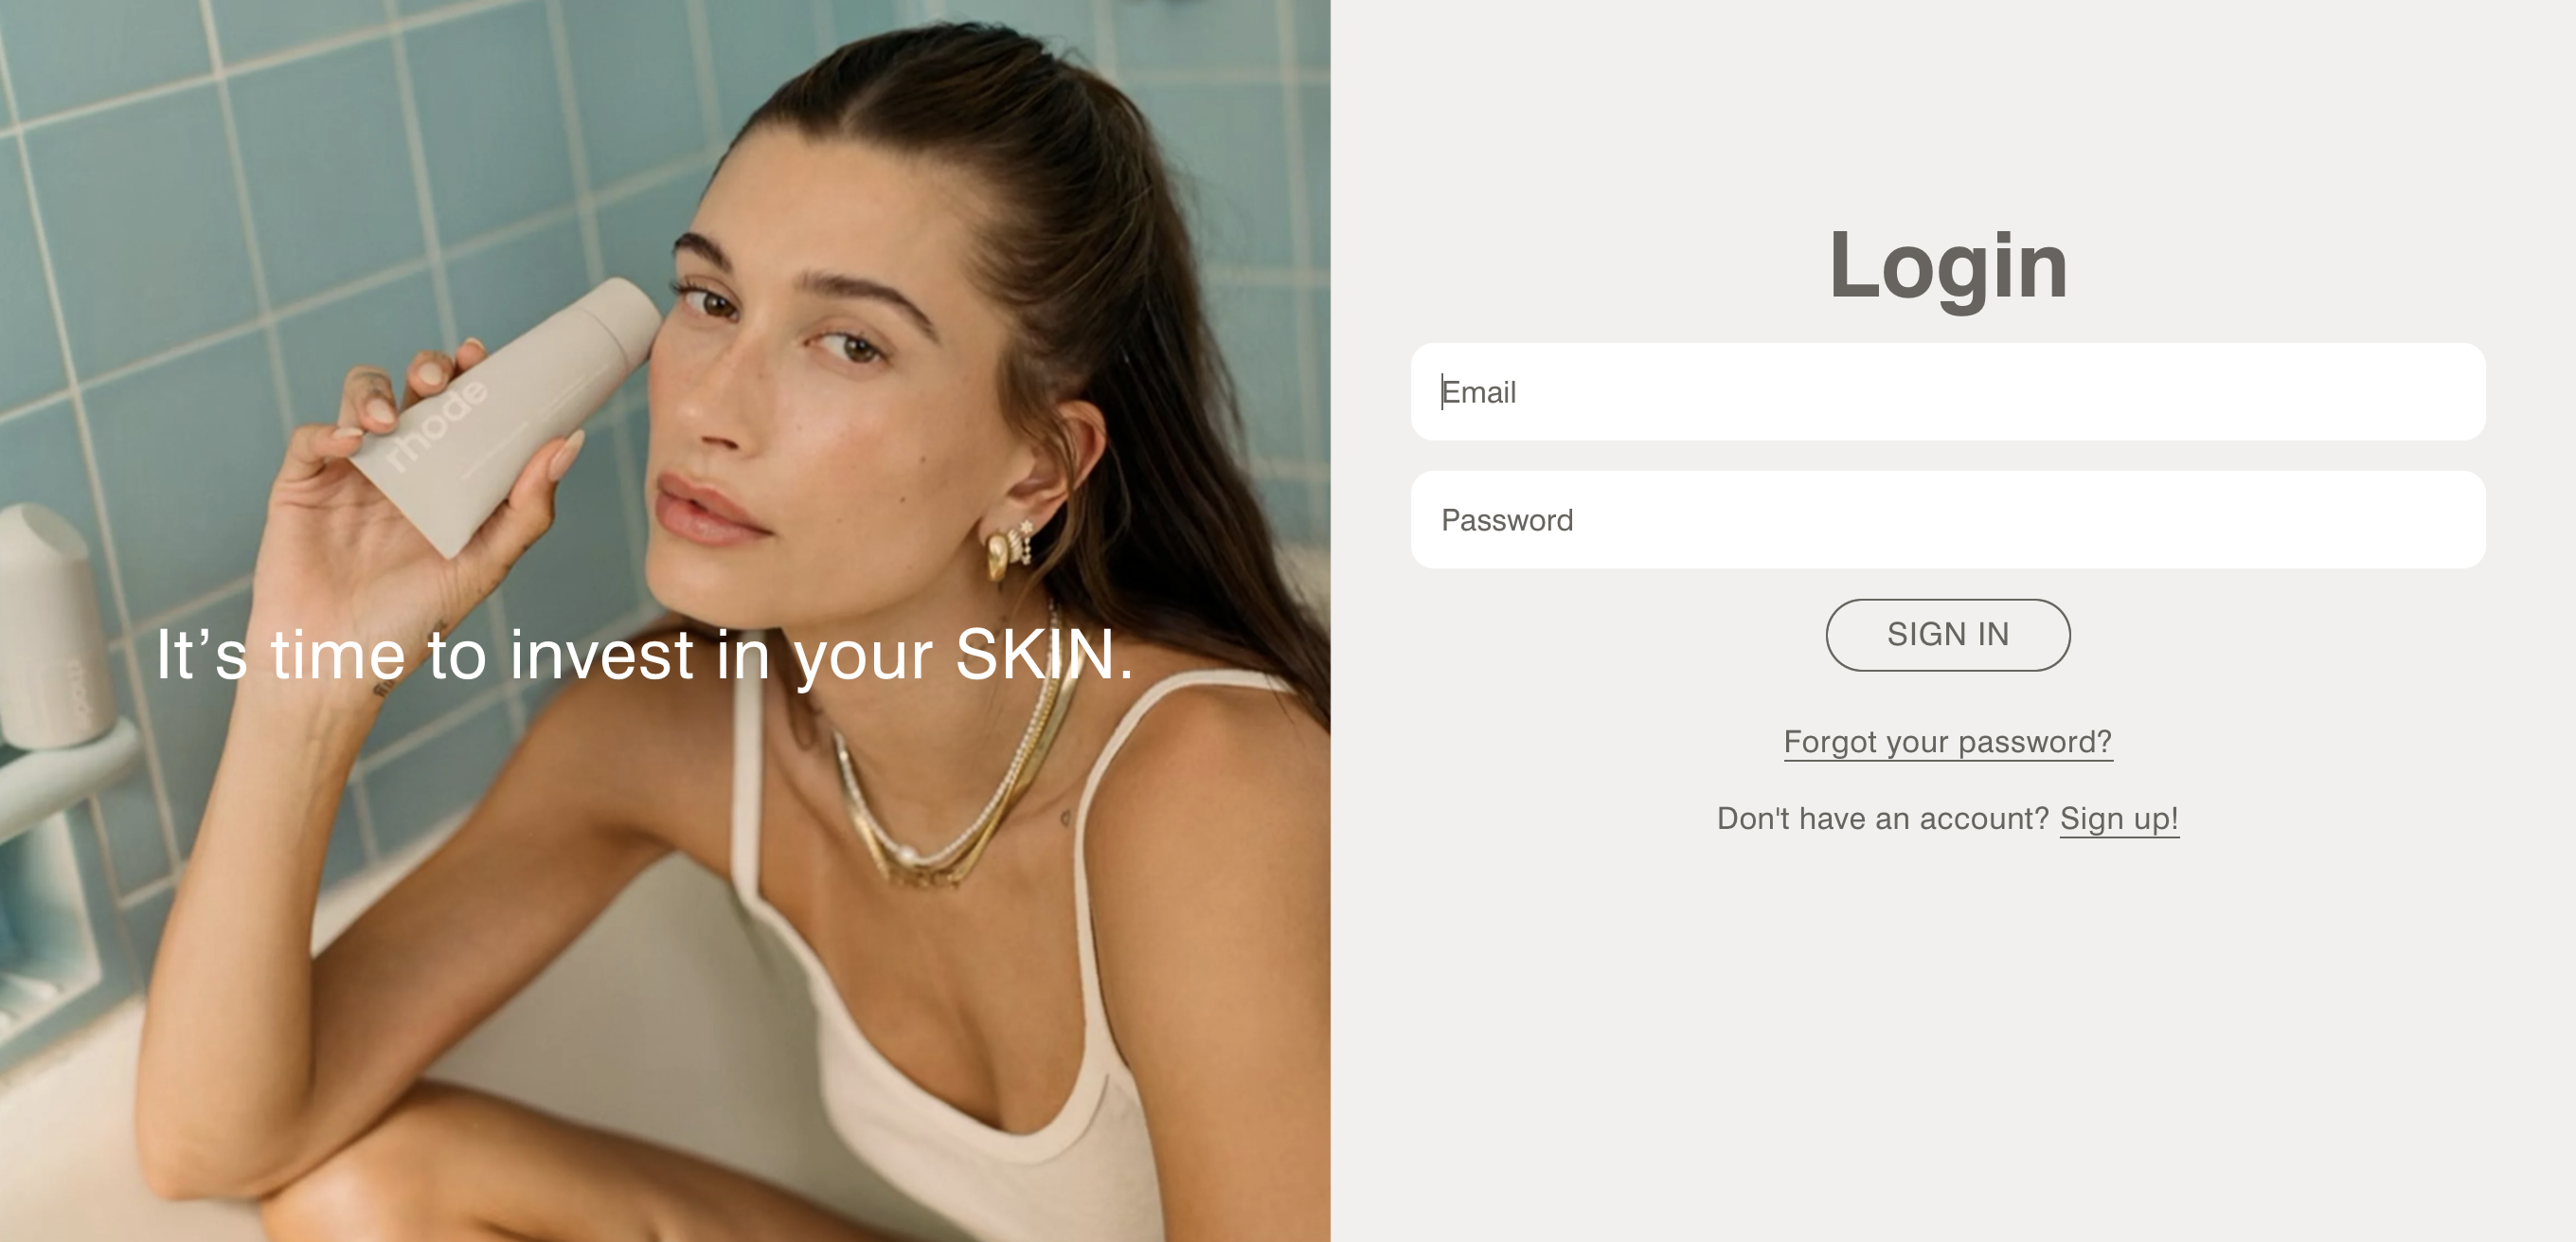 rhode
rhode
It’s time to invest in your SKIN.
Login
Email
Password
SIGN IN
Forgot your password?
Don't have an account? Sign up!